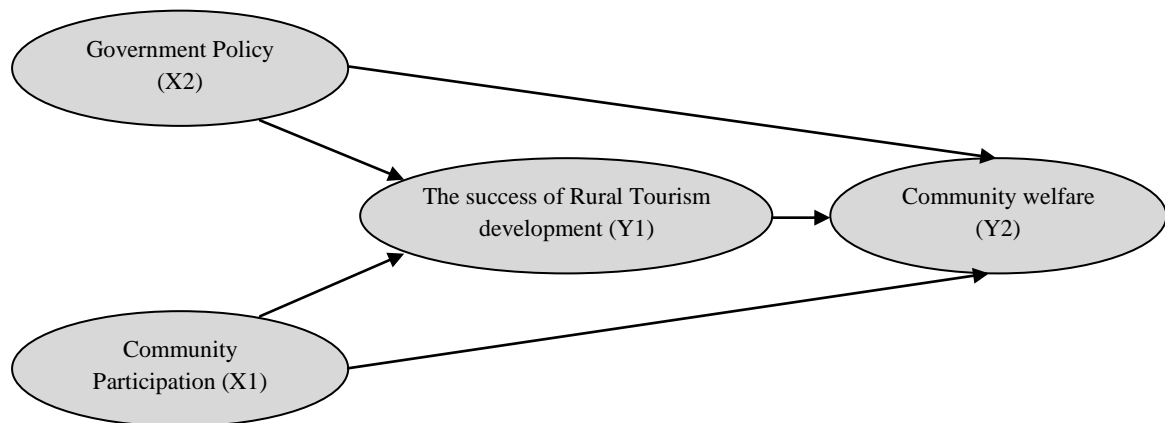 Government Policy
(X2)
The success of Rural Tourism
development (Y1)
Community welfare
(Y2)
Community
Participation (X1)